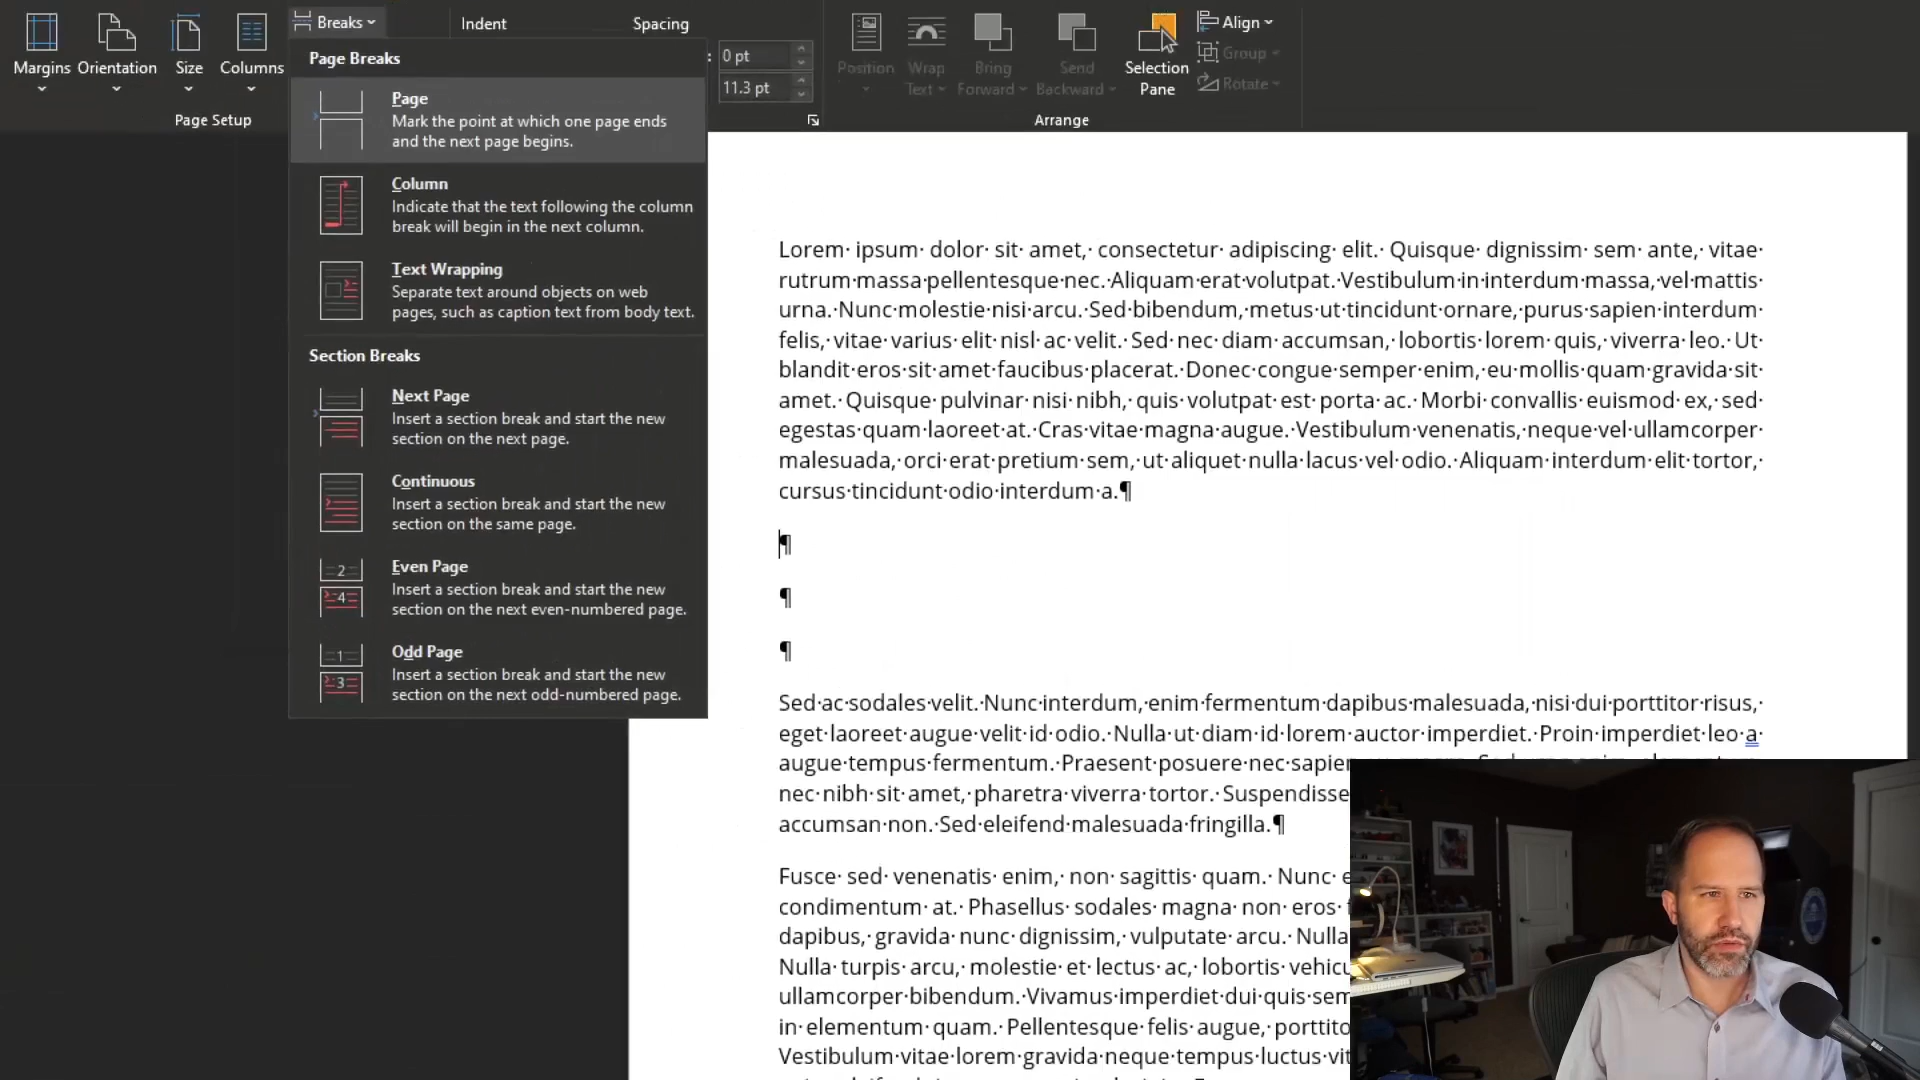 Margins
Orientation
Size
Columns
Page Setup
Breaks
Indent
Spacing
:
0 pt
11.3 pt
Position
Wrap
Text
Bring
Forward
Send
Backward
Selection
Pane
Align
Group
Rotate
Arrange
Page Breaks
Page
Mark the point at which one page ends
and the next page begins.
Column
Indicate that the text following the column
break will begin in the next column.
Text Wrapping
Separate text around objects on web
pages, such as caption text from body text.
Section Breaks
Next Page
Insert a section break and start the new
section on the next page.
Continuous
Insert a section break and start the new
section on the same page.
2
4
Even Page
Insert a section break and start the new
section on the next even-numbered page.
1
3
Odd Page
Insert a section break and start the new
section on the next odd-numbered page.
Lorem· ipsum· dolor· sit· amet,· consectetur· adipiscing· elit.· Quisque· dignissim· sem· ante,· vitae·
rutrum·massa·pellentesque·nec.·Aliquam·erat·volutpat.·Vestibulum·in·interdum·massa,·vel·mattis·
urna.·Nunc·molestie·nisi·arcu.·Sed·bibendum,·metus·ut·tincidunt·ornare,·purus·sapien·interdum·
felis,·vitae·varius·elit·nisl·ac·velit.·Sed·nec·diam·accumsan,·lobortis·lorem·quis,·viverra·leo.·Ut·
blandit·eros·sit·amet·faucibus·placerat.·Donec·congue·semper·enim,·eu·mollis·quam·gravida·sit·
amet.·Quisque·pulvinar·nisi·nibh,·quis·volutpat·est·porta·ac.·Morbi·convallis·euismod·ex,·sed·
egestas·quam·laoreet·at.·Cras·vitae·magna·augue.·Vestibulum·venenatis,·neque·vel·ullamcorper·
malesuada,·orci·erat·pretium·sem,·ut·aliquet·nulla·lacus·vel·odio.·Aliquam·interdum·elit·tortor,·
cursus·tincidunt·odio·interdum·a.¶
¶
¶
¶
Sed·ac·sodales·velit.·Nunc·interdum,·enim·fermentum·dapibus·malesuada,·nisi·dui·porttitor·risus,·
eget·laoreet·augue·velit·id·odio.·Nulla·ut·diam·id·lorem·auctor·imperdiet.·Proin·imperdiet·leo·a·
augue·tempus·fermentum.·Praesent·posuere·nec·sapien
nec·nibh·sit·amet,·pharetra·viverra·tortor.·Suspendisse
accumsan·non.·Sed·eleifend·malesuada·fringilla.¶
Fusce· sed· venenatis· enim,· non· sagittis· quam.· Nunc·
condimentum· at.· Phasellus· sodales· magna· non· eros·
dapibus,· gravida· nunc· dignissim,· vulputate· arcu.· Nulla
Nulla· turpis· arcu,· molestie· et· lectus· ac,· lobortis·
ullamcorper·bibendum.·Vivamus·imperdiet·dui·quis·sem
in·elementum·quam.·Pellentesque·felis·augue,·
Vestibulum·vitae·lorem·gravida·neque·tempus·luctus·